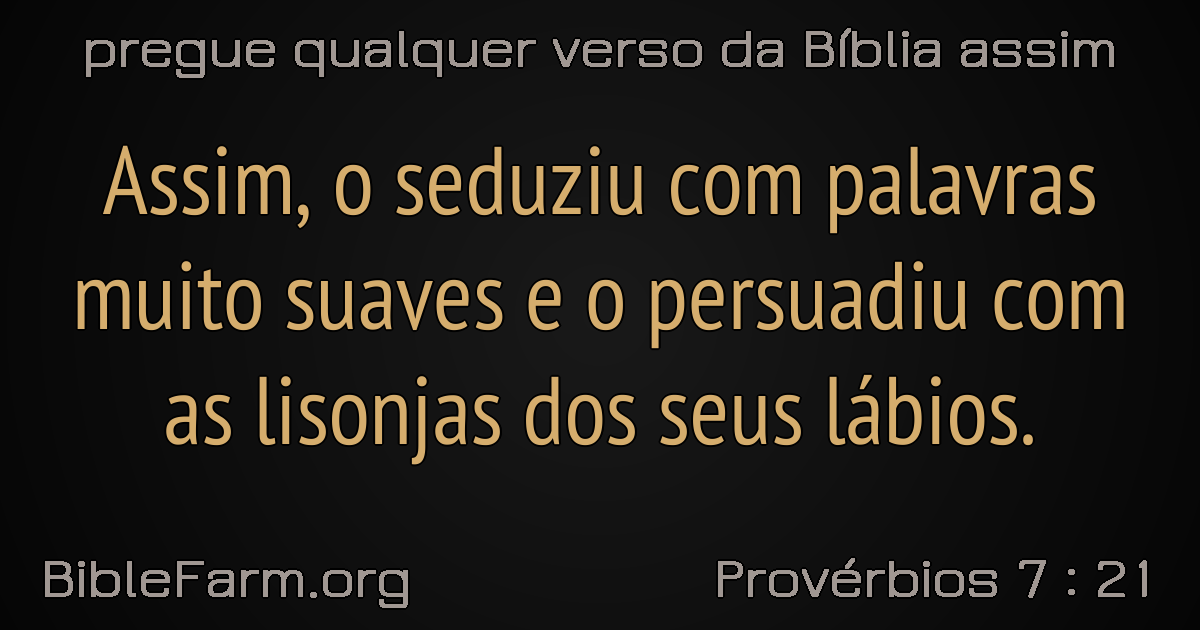 pregue qualquer verso da Bíblia assim
Assim, o seduziu com palavras
muito suaves e o persuadiu com
as lisonjas dos seus lábios.
BibleFarm.org
Provérbios 7 : 21